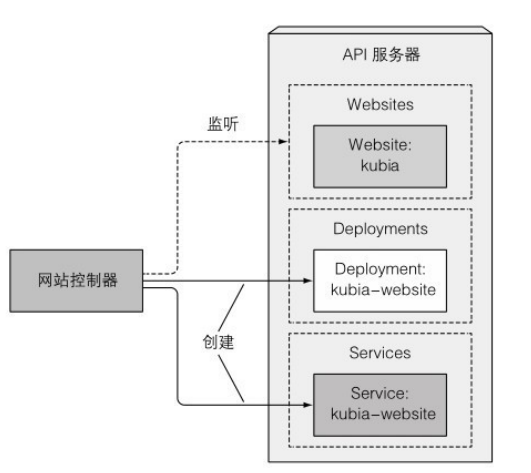 API 服务器
Websites
监听
Website:
kubia
Deployments
网站控制器
Deployment:
kubia-website
创建
Services
Service:
kubia-website